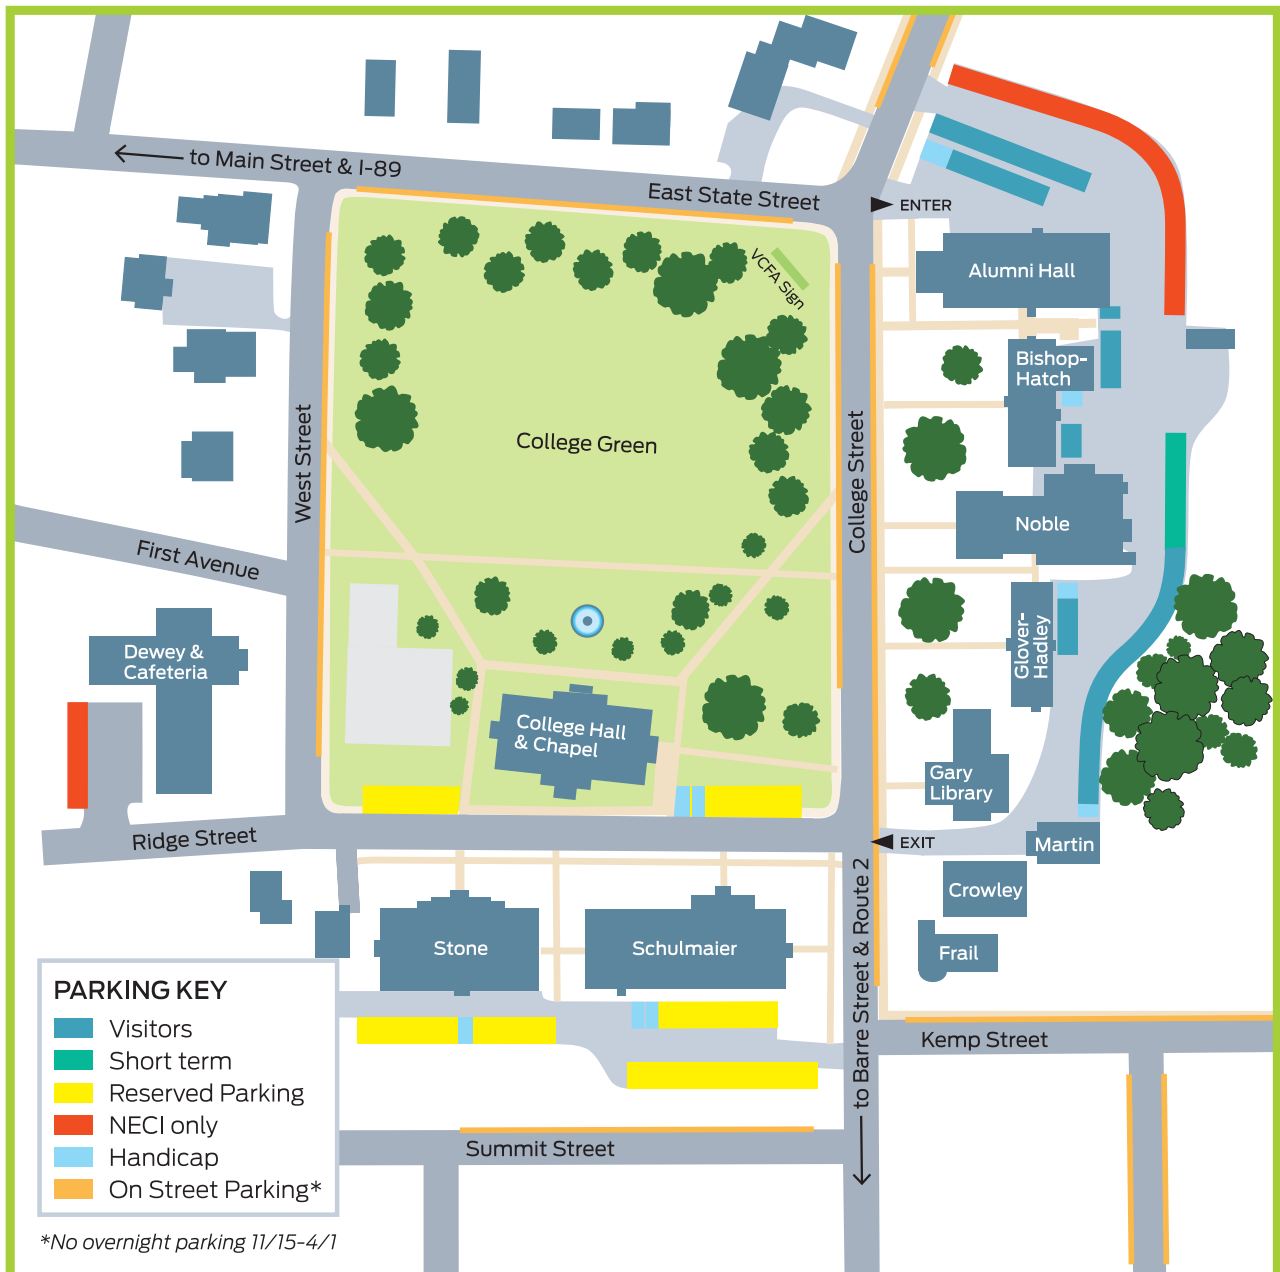 to Main Street & I-89
East State Street
ENTER
VCFA Sign
Alumni Hall
Bishop-
Hatch
College Green
West Street
College Street
First Avenue
Noble
Dewey &
Cafeteria
Glover-
Hadley
College Hall
& Chapel
Gary
Library
Ridge Street
EXIT
Martin
Crowley
Stone
Schulmaier
Frail
to Barre Street & Route 2
Kemp Street
Summit Street
PARKING KEY
Visitors
Short term
Reserved Parking
NECI only
Handicap
On Street Parking*
*No overnight parking 11/15-4/1